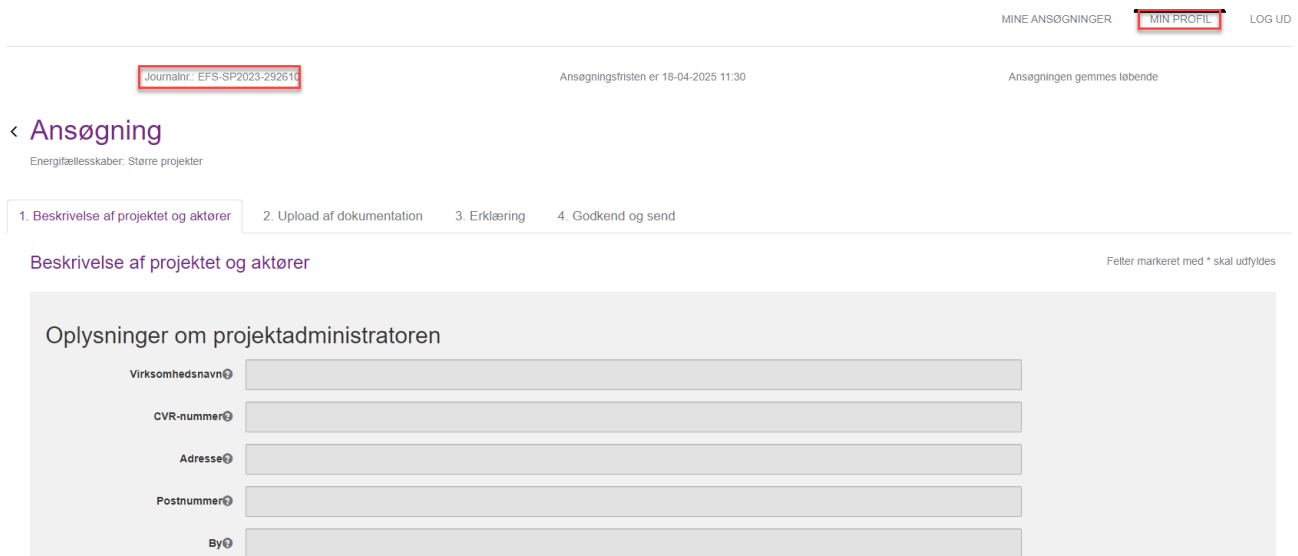 MINE ANSØGNINGER MIN PROFIL LOG UD
Journalnr.: EFS-SP2023-292610 Ansøgningsfristen er 18-04-2025 11:30 Ansøgningen gemmes løbende
< Ansøgning
Energifællesskaber: Større projekter
1. Beskrivelse af projektet og aktører 2. Upload af dokumentation 3. Erklæring 4. Godkend og send
Beskrivelse af projektet og aktører Felter markeret med * skal udfyldes
Oplysninger om projektadministratoren
Virksomhedsnavn?
CVR-nummer?
Adresse?
Postnummer?
By?